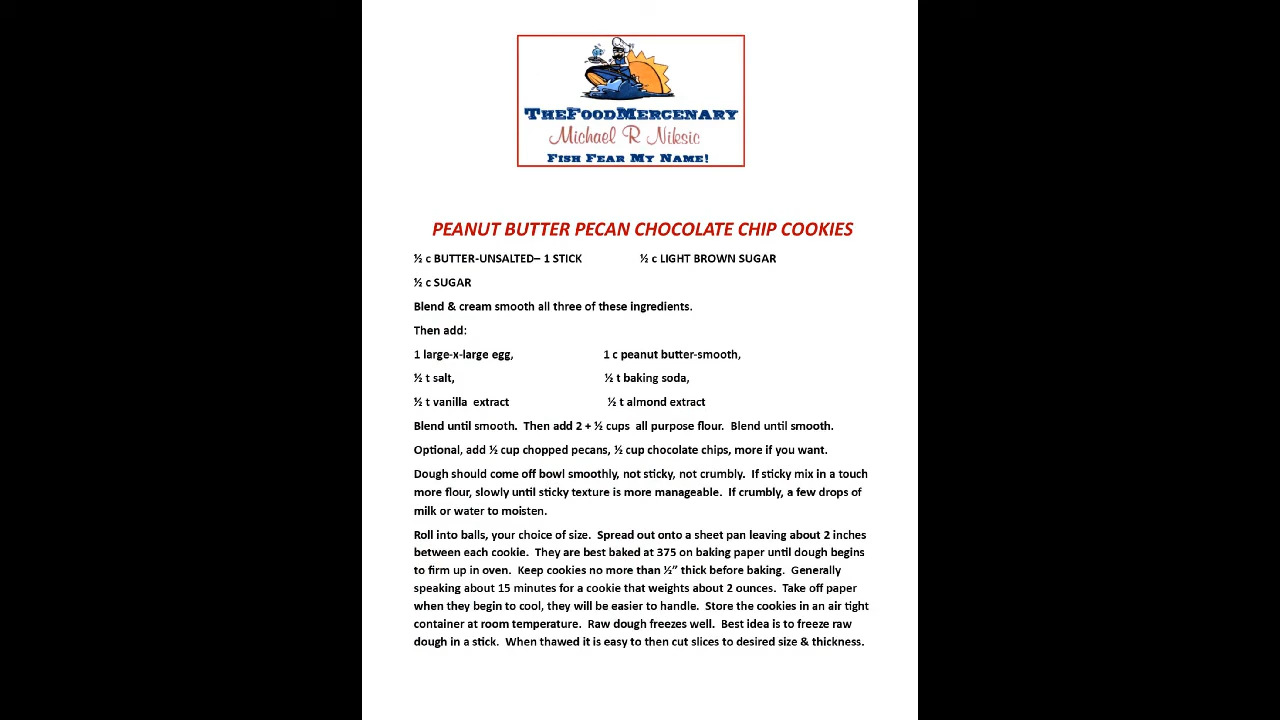 THEFOODMERCENARY
Michael R Niksic
FISH FEAR MY NAME!
PEANUT BUTTER PECAN CHOCOLATE CHIP COOKIES
½ c BUTTER-UNSALTED– 1 STICK ½ c LIGHT BROWN SUGAR
½ c SUGAR
Blend & cream smooth all three of these ingredients.
Then add:
1 large-x-large egg, 1 c peanut butter-smooth,
½ t salt, ½ t baking soda,
½ t vanilla extract ½ t almond extract
Blend until smooth. Then add 2 + ½ cups all purpose flour. Blend until smooth.
Optional, add ½ cup chopped pecans, ½ cup chocolate chips, more if you want.
Dough should come off bowl smoothly, not sticky, not crumbly. If sticky mix in a touch
more flour, slowly until sticky texture is more manageable. If crumbly, a few drops of
milk or water to moisten.
Roll into balls, your choice of size. Spread out onto a sheet pan leaving about 2 inches
between each cookie. They are best baked at 375 on baking paper until dough begins
to firm up in oven. Keep cookies no more than ½” thick before baking. Generally
speaking about 15 minutes for a cookie that weights about 2 ounces. Take off paper
when they begin to cool, they will be easier to handle. Store the cookies in an air tight
container at room temperature. Raw dough freezes well. Best idea is to freeze raw
dough in a stick. When thawed it is easy to then cut slices to desired size & thickness.